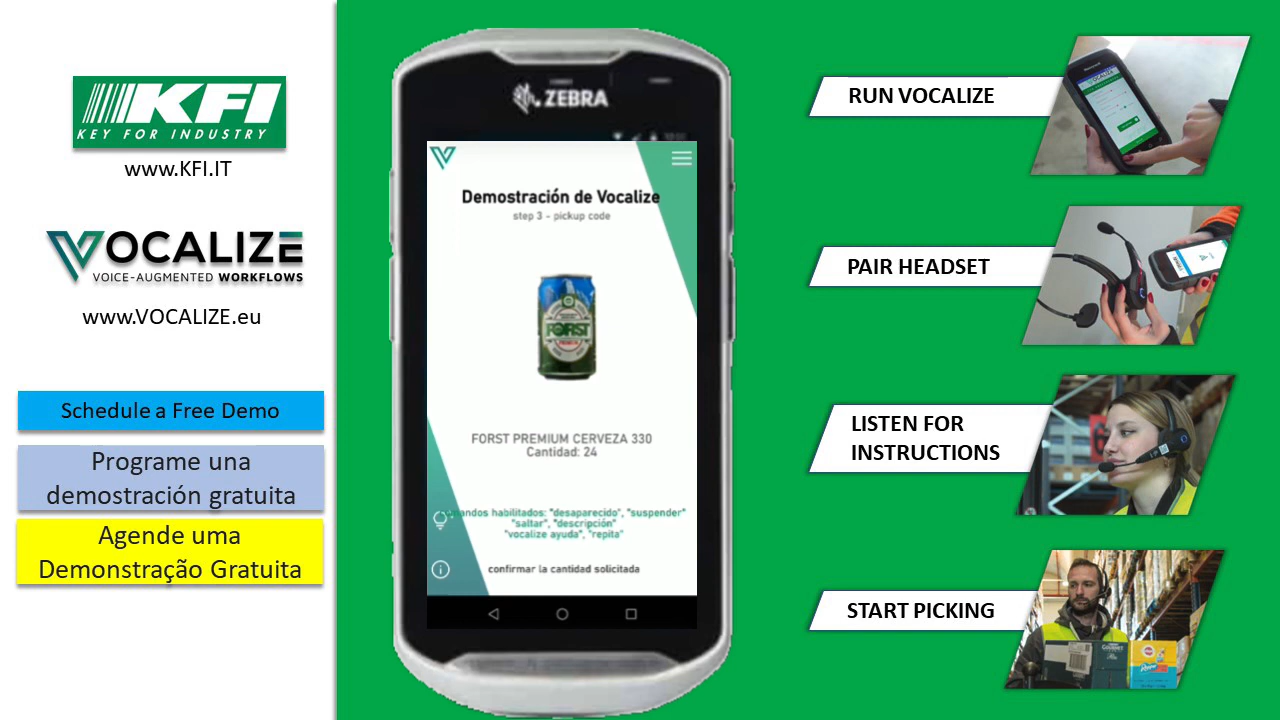 KFI
KEY FOR INDUSTRY
www.KFI.IT
VOCALIZE
VOICE-AUGMENTED WORKFLOWS
www.VOCALIZE.eu
Schedule a Free Demo
Programe una
demostración gratuita
Agende uma
Demonstração Gratuita
ZEBRA
Demostración de Vocalize
step 3 - pickup code
FORST
PREMIUM
FORST PREMIUM CERVEZA 330
Cantidad: 24
habilitados: "desaparecido", "suspender"
"saltar", "descripción"
"vocalize ayuda", "repita"
confirmar la cantidad solicitada
RUN VOCALIZE
VOCALIZE
PAIR HEADSET
LISTEN FOR
INSTRUCTIONS
START PICKING